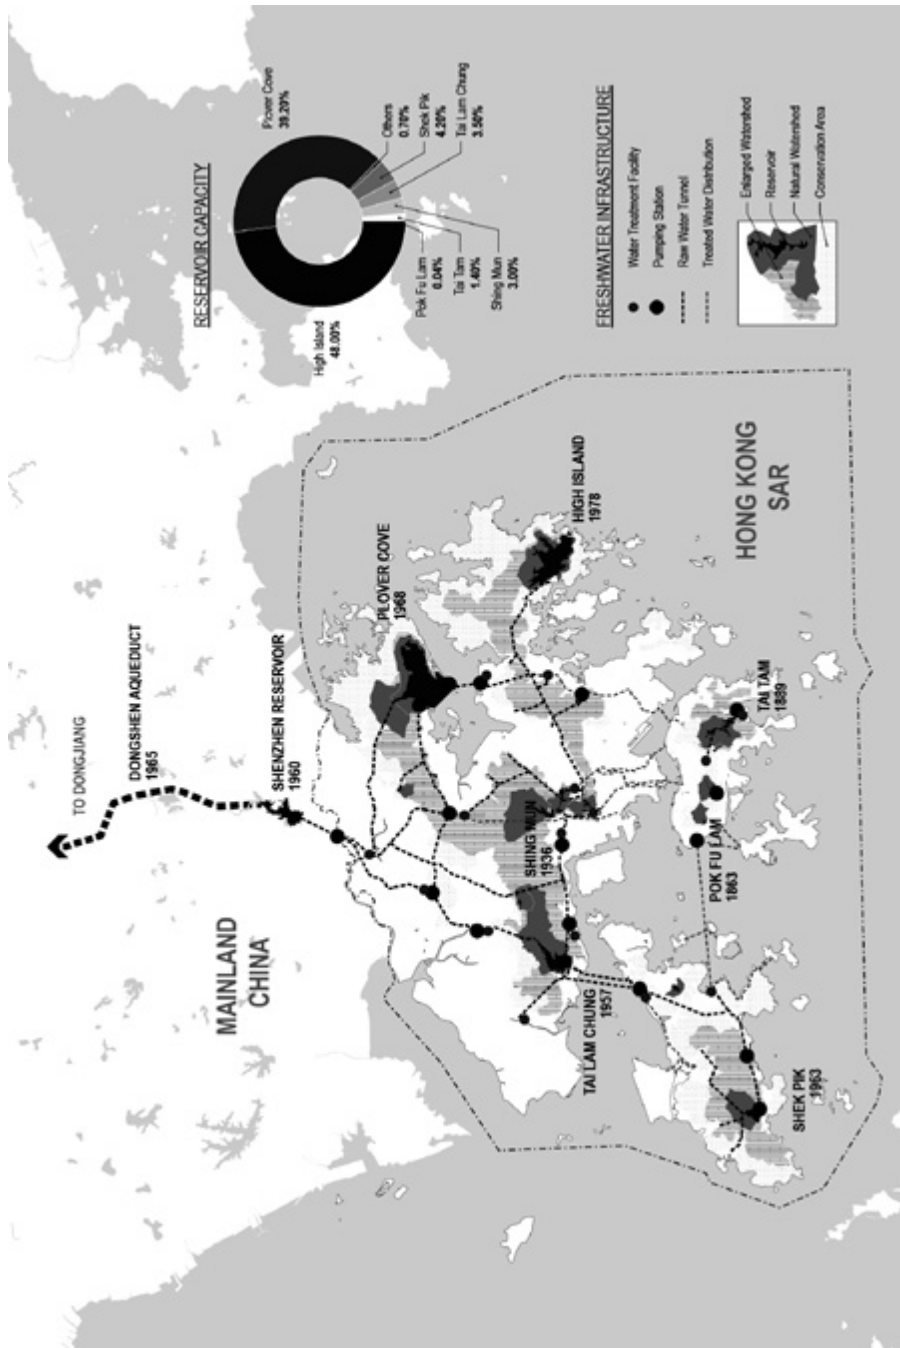 TO DONGJIANG
DONGSHEN AQUEDUCT
1965
SHENZHEN RESERVOIR
1960
MAINLAND
CHINA
PLOVER COVE
1968
HIGH ISLAND
1978
SHING MUN
1936
TAI LAM CHUNG
1957
TAI TAM
1889
POK FU LAM
1863
SHEK PIK
1963
HONG KONG
SAR
RESERVOIR CAPACITY
Plover Cove
39.20%
High Island
48.00%
Others
0.70%
Shek Pik
4.20%
Tai Lam Chung
3.50%
Pok Fu Lam
0.04%
Tai Tam
1.40%
Shing Mun
3.00%
FRESHWATER INFRASTRUCTURE
Water Treatment Facility
Pumping Station
Raw Water Tunnel
Treated Water Distribution
Enlarged Watershed
Reservoir
Natural Watershed
Conservation Area